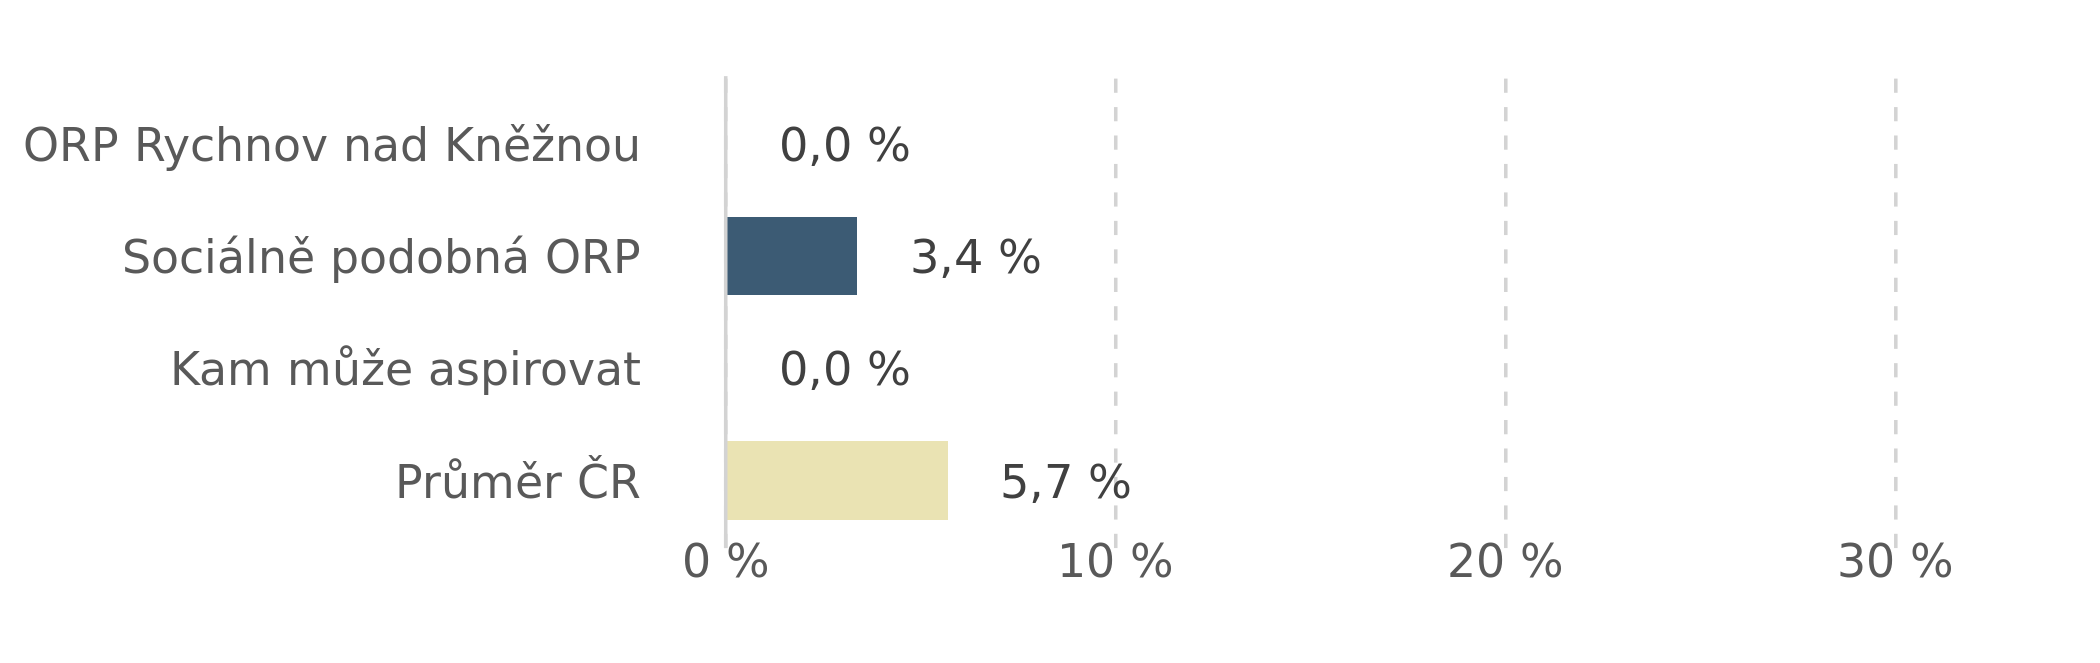 ORP Rychnov nad Kněžnou 0,0 %
Sociálně podobná ORP 3,4 %
Kam může aspirovat 0,0 %
Průměr ČR 5,7 %
0 % 10 % 20 % 30 %